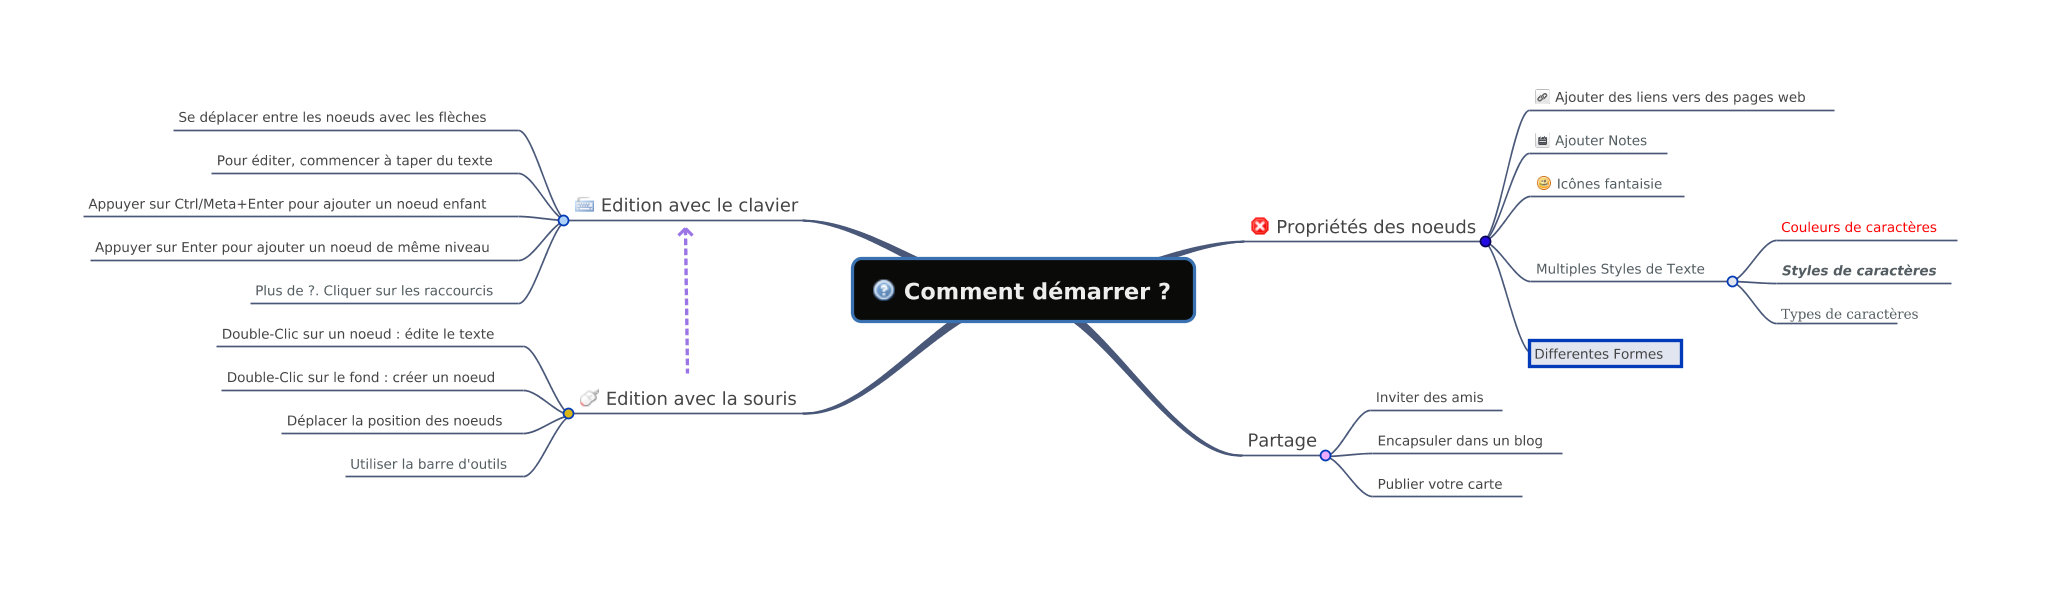 Comment démarrer ?
Edition avec le clavier
Se déplacer entre les noeuds avec les flèches
Pour éditer, commencer à taper du texte
Appuyer sur Ctrl/Meta+Enter pour ajouter un noeud enfant
Appuyer sur Enter pour ajouter un noeud de même niveau
Plus de ?. Cliquer sur les raccourcis
Edition avec la souris
Double-Clic sur un noeud : édite le texte
Double-Clic sur le fond : créer un noeud
Déplacer la position des noeuds
Utiliser la barre d'outils
Propriétés des noeuds
Ajouter des liens vers des pages web
Ajouter Notes
Icônes fantaisie
Multiples Styles de Texte
Couleurs de caractères
Styles de caractères
Types de caractères
Differentes Formes
Partage
Inviter des amis
Encapsuler dans un blog
Publier votre carte